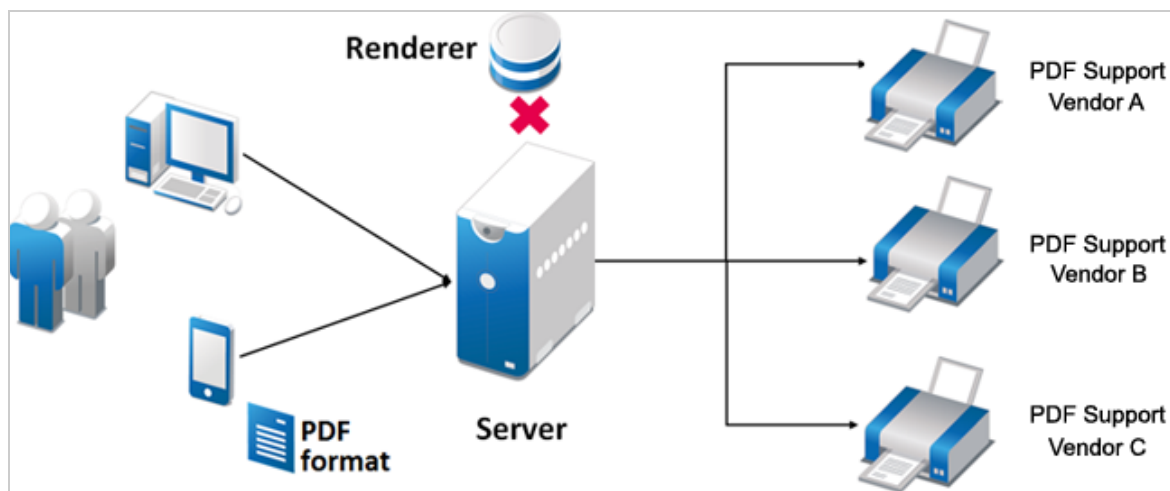 Renderer
PDF Support
Vendor A
PDF Support
Vendor B
PDF
format
Server
PDF Support
Vendor C